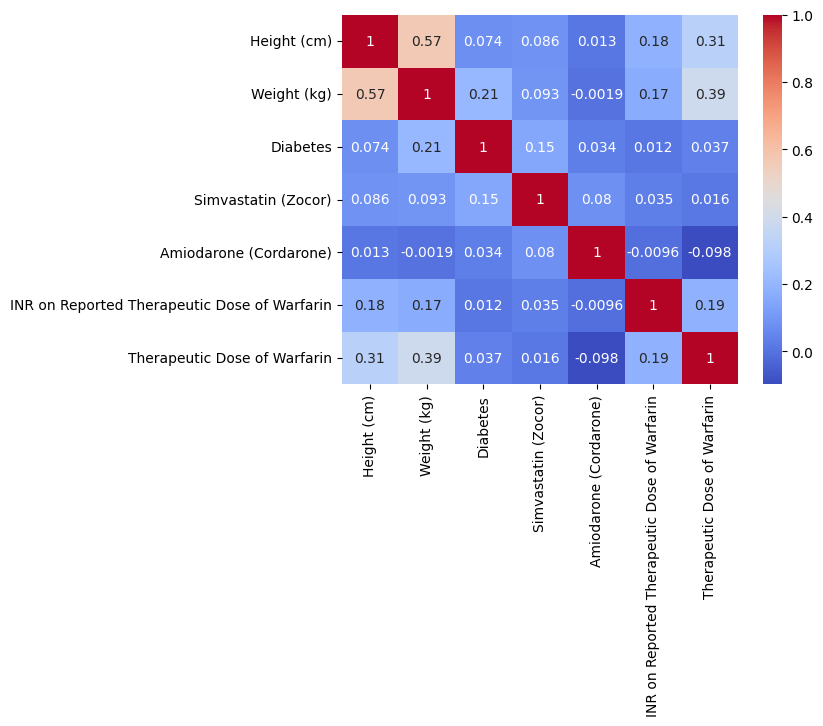 Height (cm) 1 0.57 0.074 0.086 0.013 0.18 0.31
Weight (kg) 0.57 1 0.21 0.093 -0.0019 0.17 0.39
Diabetes 0.074 0.21 1 0.15 0.034 0.012 0.037
Simvastatin (Zocor) 0.086 0.093 0.15 1 0.08 0.035 0.016
Amiodarone (Cordarone) 0.013 -0.0019 0.034 0.08 1 -0.0096 -0.098
INR on Reported Therapeutic Dose of Warfarin 0.18 0.17 0.012 0.035 -0.0096 1 0.19
Therapeutic Dose of Warfarin 0.31 0.39 0.037 0.016 -0.098 0.19 1
Height (cm)
Weight (kg)
Diabetes
Simvastatin (Zocor)
Amiodarone (Cordarone)
INR on Reported Therapeutic Dose of Warfarin
Therapeutic Dose of Warfarin
1.0
0.8
0.6
0.4
0.2
0.0